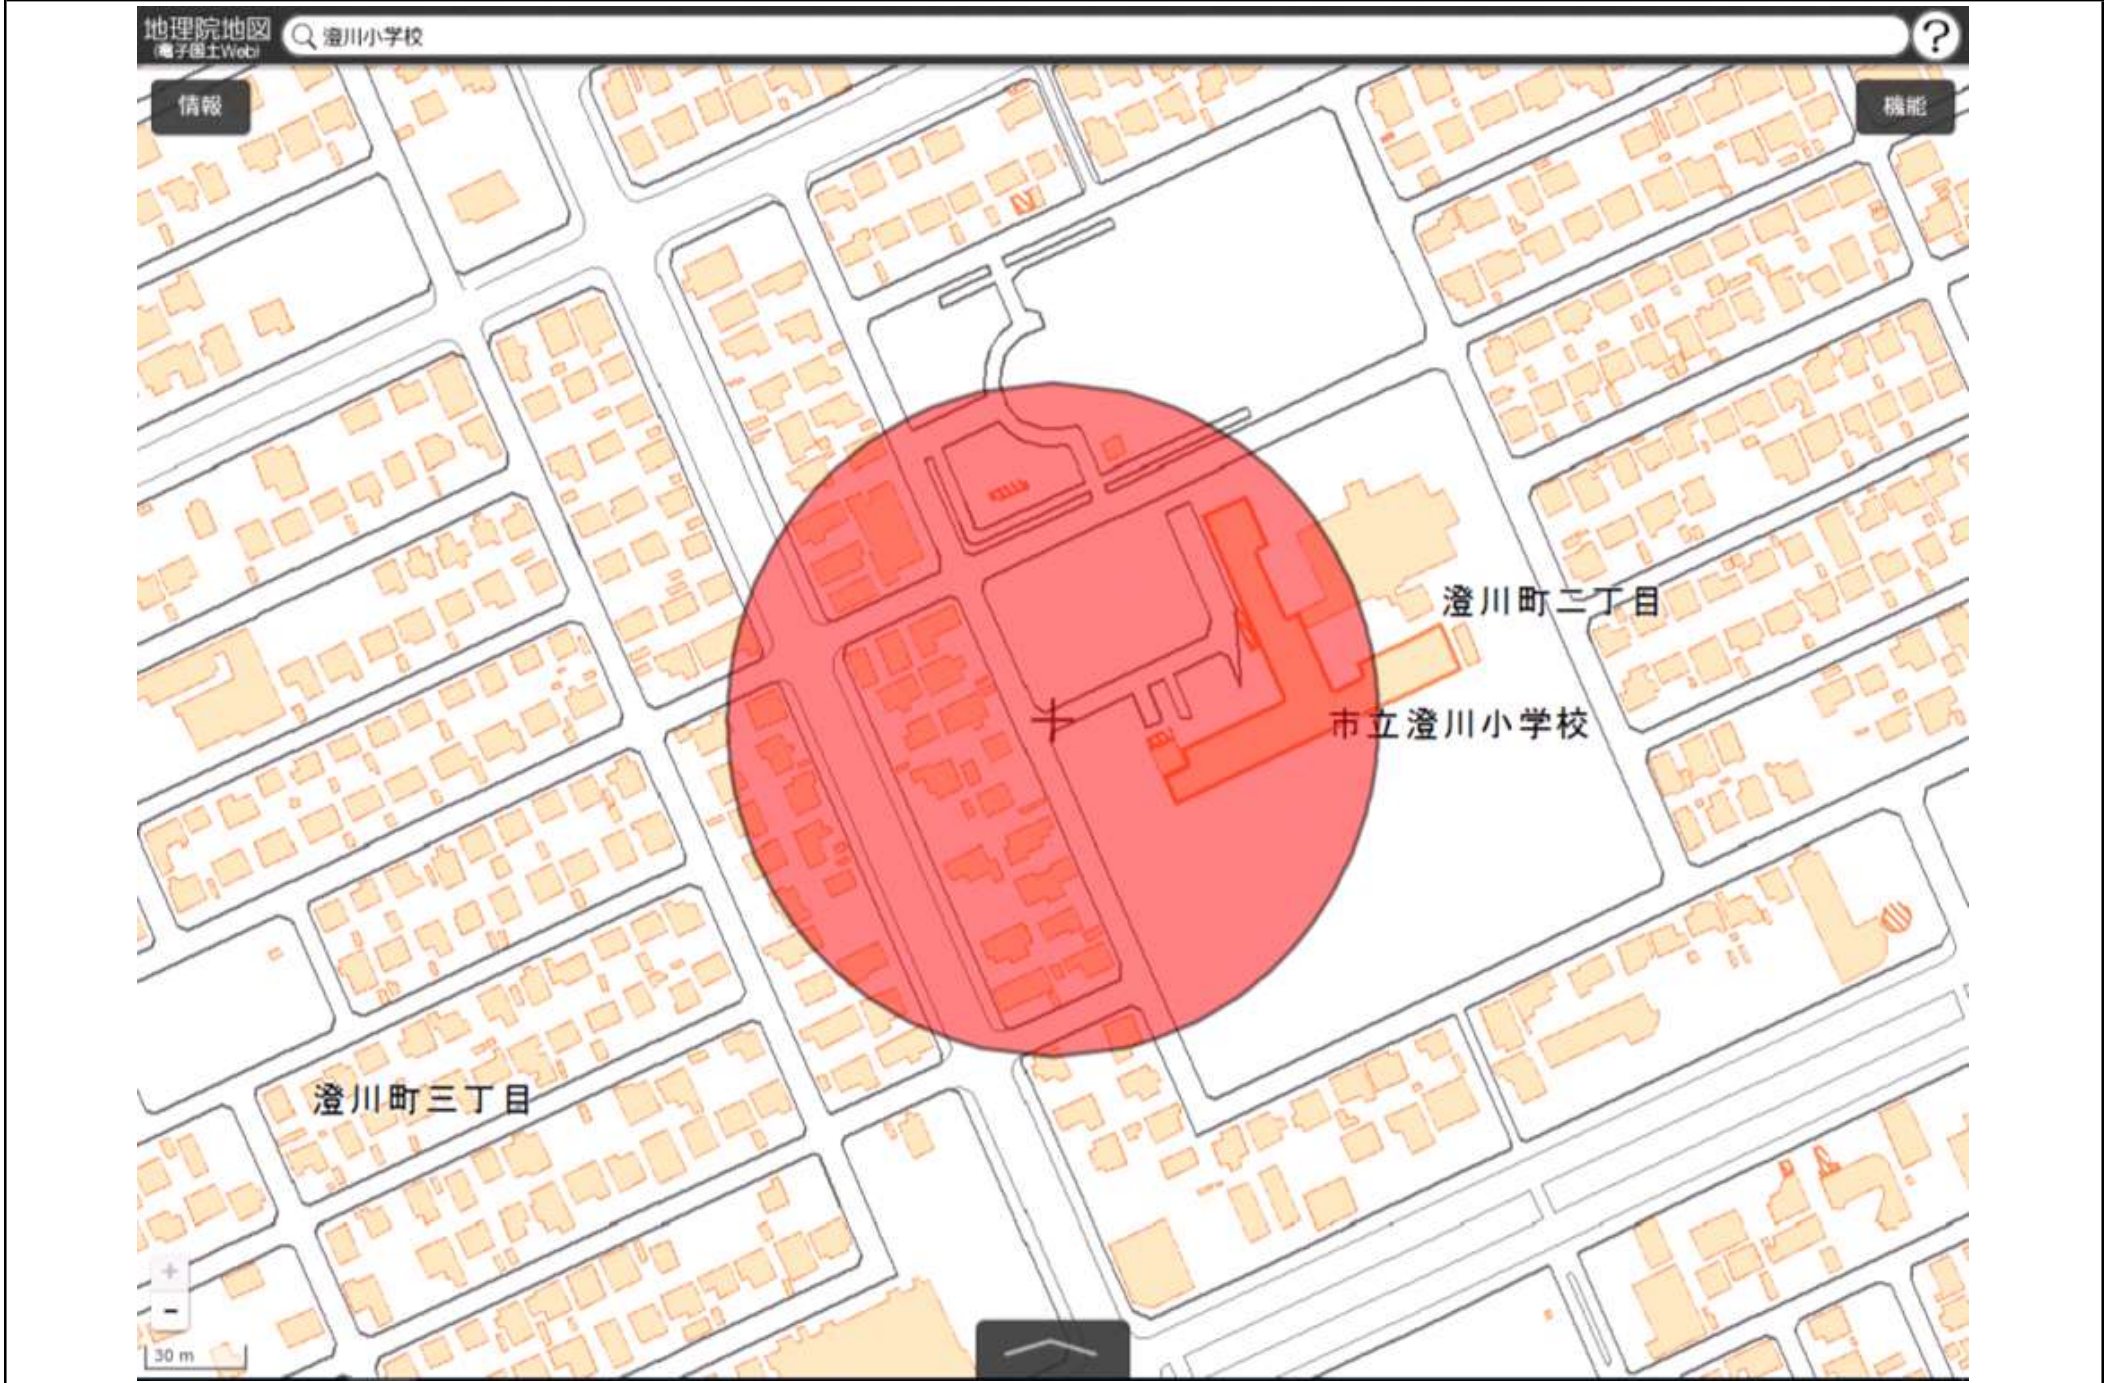 地理院地図
(電子国土Web)
澄川小学校
?
情報
機能
澄川町二丁目
市立澄川小学校
澄川町三丁目
+
-
30 m